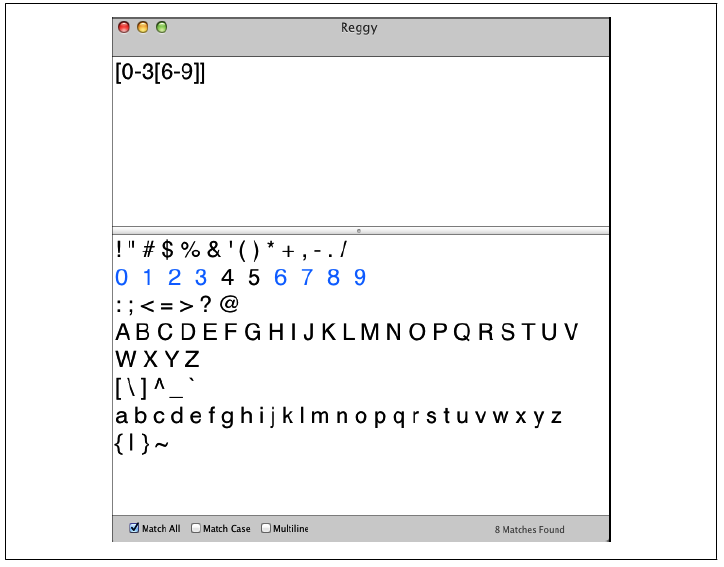 Reggy
[0-3[6-9]]
! " # $ % & ' ( ) * + , - . /
0 1 2 3 4 5 6 7 8 9
: ; < = > ? @
A B C D E F G H I J K L M N O P Q R S T U V
W X Y Z
[ \ ] ^ _ `
a b c d e f g h i j k l m n o p q r s t u v w x y z
{ | } ~
Match All Match Case Multiline 8 Matches Found